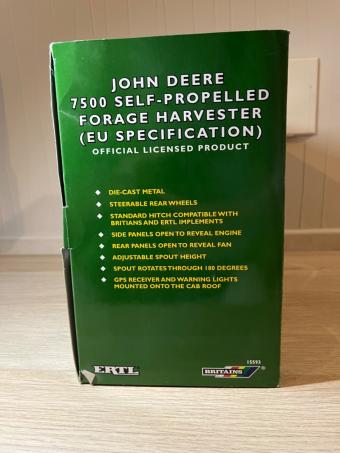 JOHN DEERE
7500 SELF-PROPELLED
FORAGE HARVESTER
(EU SPECIFICATION)
OFFICIAL LICENSED PRODUCT
◆ DIE-CAST METAL
◆ STEERABLE REAR WHEELS
◆ STANDARD HITCH COMPATIBLE WITH
BRITIANS AND ERTL IMPLEMENTS
◆ SIDE PANELS OPEN TO REVEAL ENGINE
◆ REAR PANELS OPEN TO REVEAL FAN
◆ ADJUSTABLE SPOUT HEIGHT
◆ SPOUT ROTATES THROUGH 180 DEGREES
◆ GPS RECEIVER AND WARNING LIGHTS
MOUNTED ONTO THE CAB ROOF
15593
ERTL
BRITAINS®